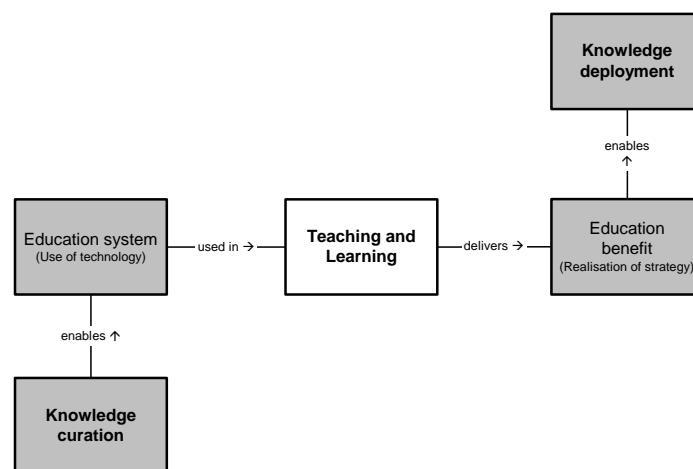 Knowledge
deployment
enables
↑
Education system
(Use of technology)
used in →
Teaching and
Learning
delivers →
Education
benefit
(Realisation of strategy)
enables ↑
Knowledge
curation